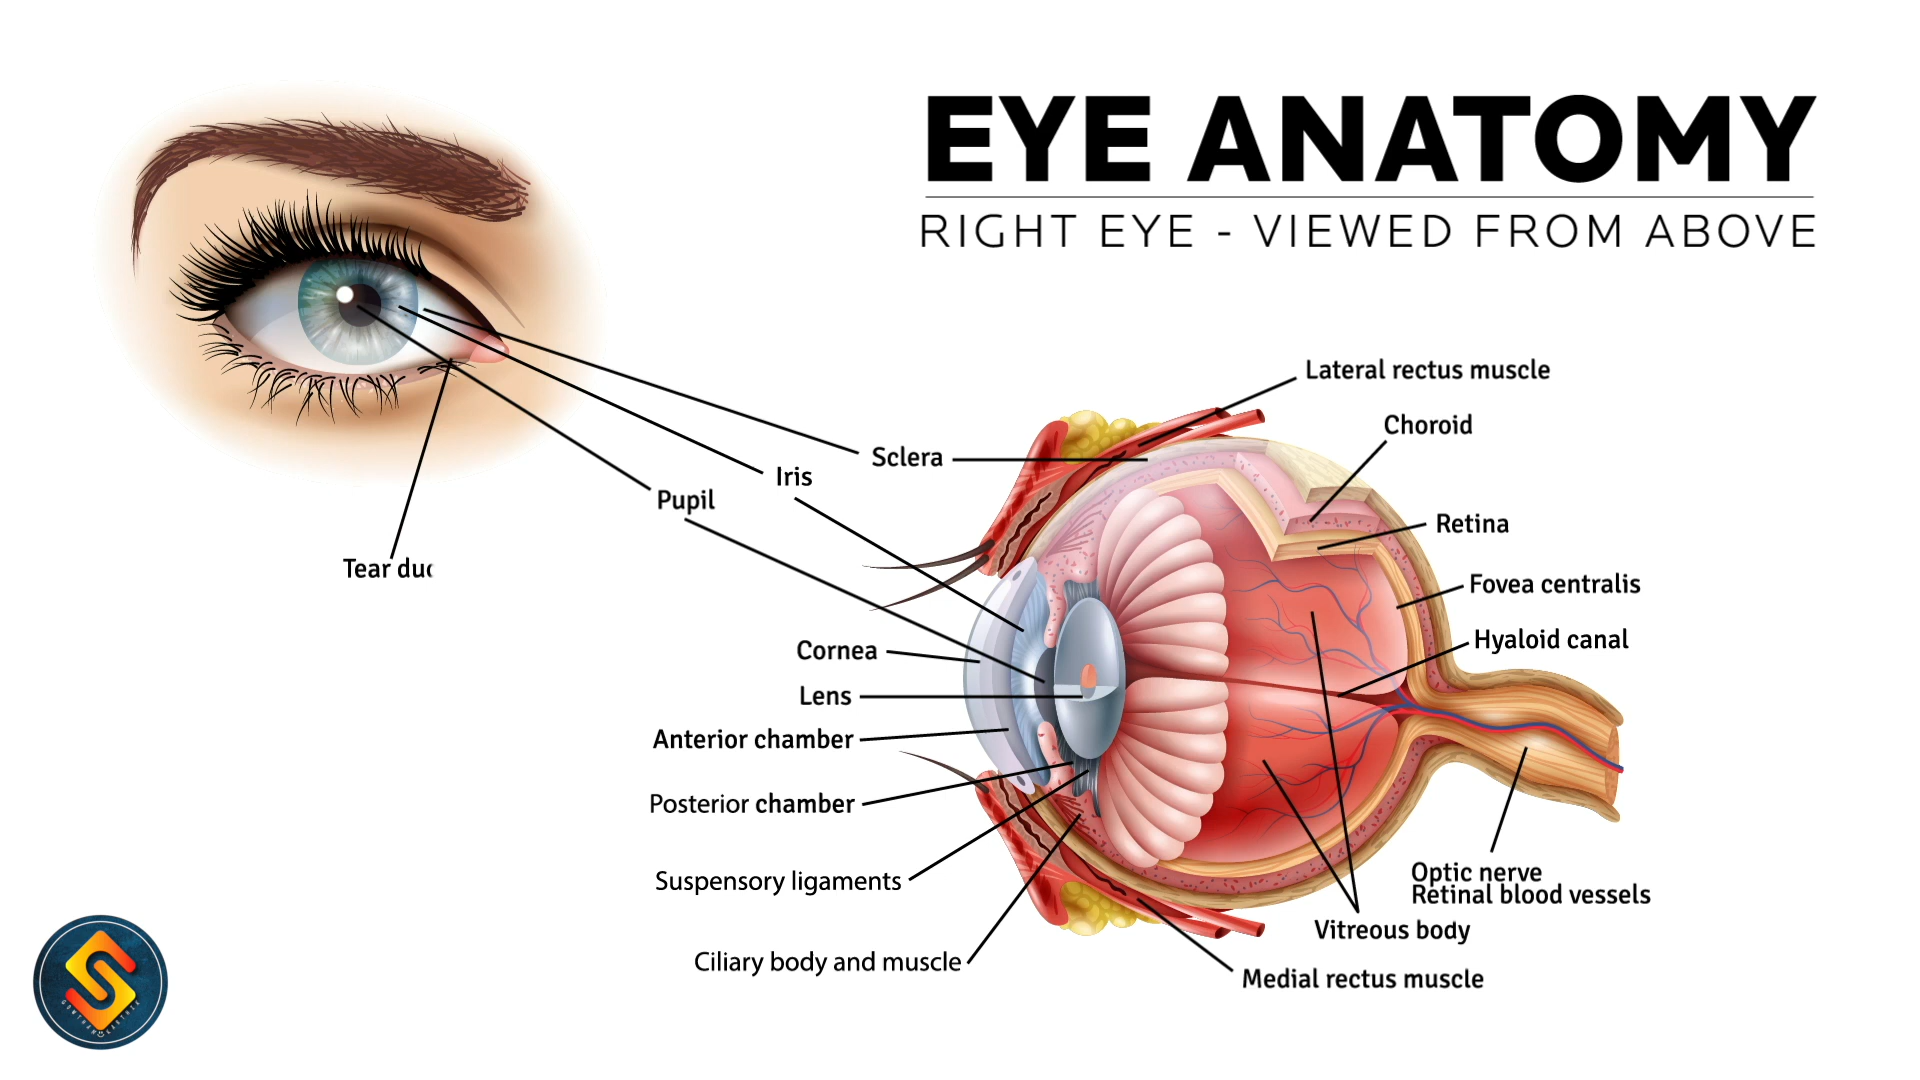 EYE ANATOMY
RIGHT EYE - VIEWED FROM ABOVE
Lateral rectus muscle
Choroid
Sclera
Iris
Pupil
Retina
Tear duc
Fovea centralis
Hyaloid canal
Cornea
Lens
Anterior chamber
Posterior chamber
Optic nerve
Retinal blood vessels
Suspensory ligaments
Vitreous body
Ciliary body and muscle
Medial rectus muscle